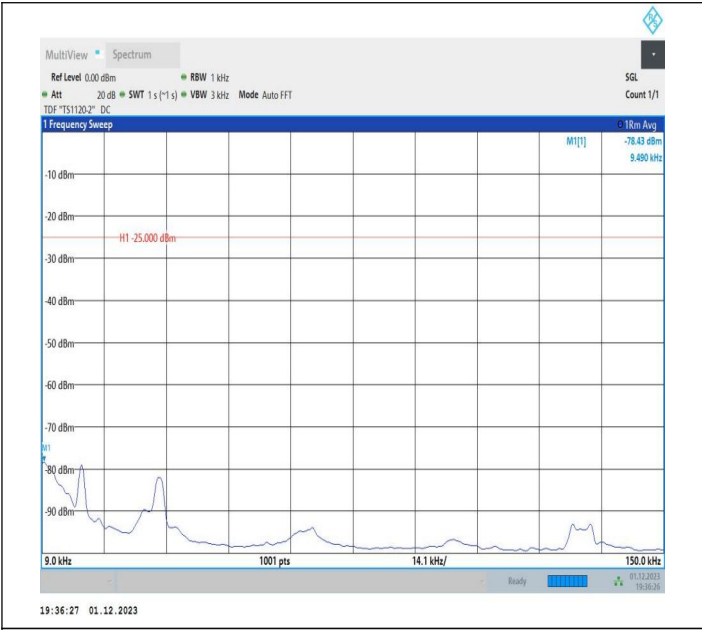 R S
MultiView Spectrum
Ref Level 0.00 dBm RBW 1 kHz SGL
Att 20 dB SWT 1 s (~1 s) VBW 3 kHz Mode Auto FFT Count 1/1
TDF "TS1120-2" DC
1 Frequency Sweep 1Rm Avg
M1[1] -78.43 dBm
9.490 kHz
-10 dBm
-20 dBm
H1 -25.000 dBm
-30 dBm
-40 dBm
-50 dBm
-60 dBm
-70 dBm
M1
-80 dBm
-90 dBm
9.0 kHz 1001 pts 14.1 kHz/ 150.0 kHz
Ready 01.12.2023
19:36:26
19:36:27 01.12.2023